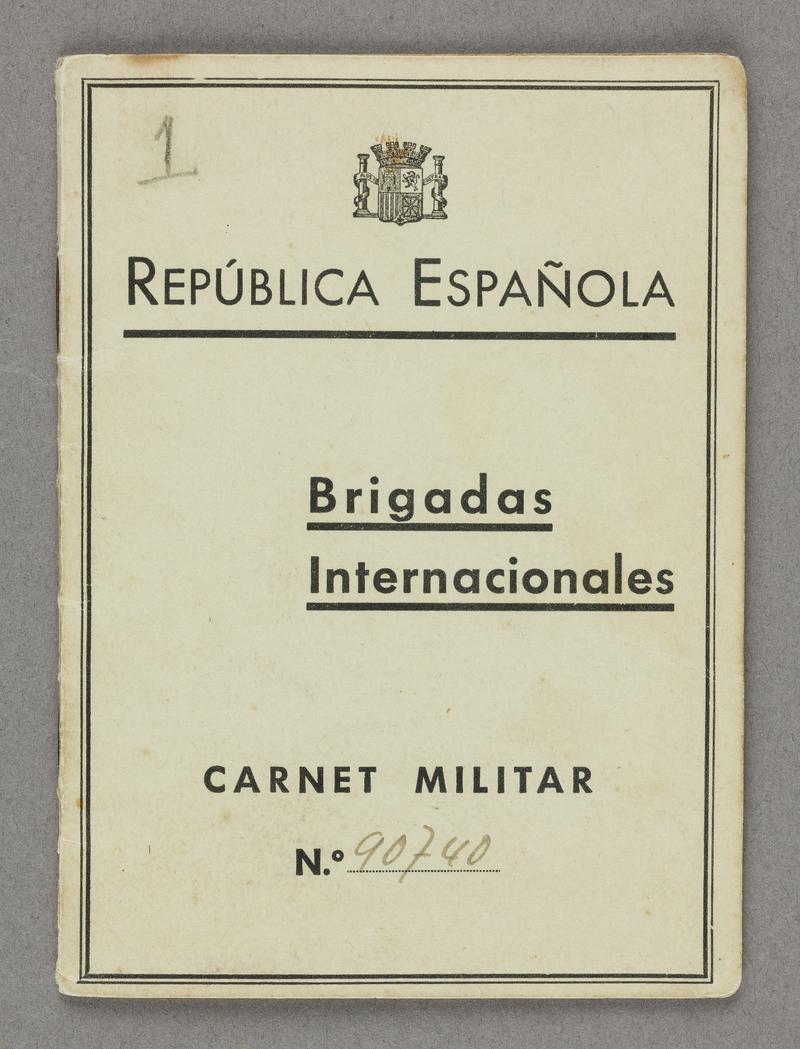 1
REPÚBLICA ESPAÑOLA
Brigadas
Internacionales
CARNET MILITAR
N.º 90740